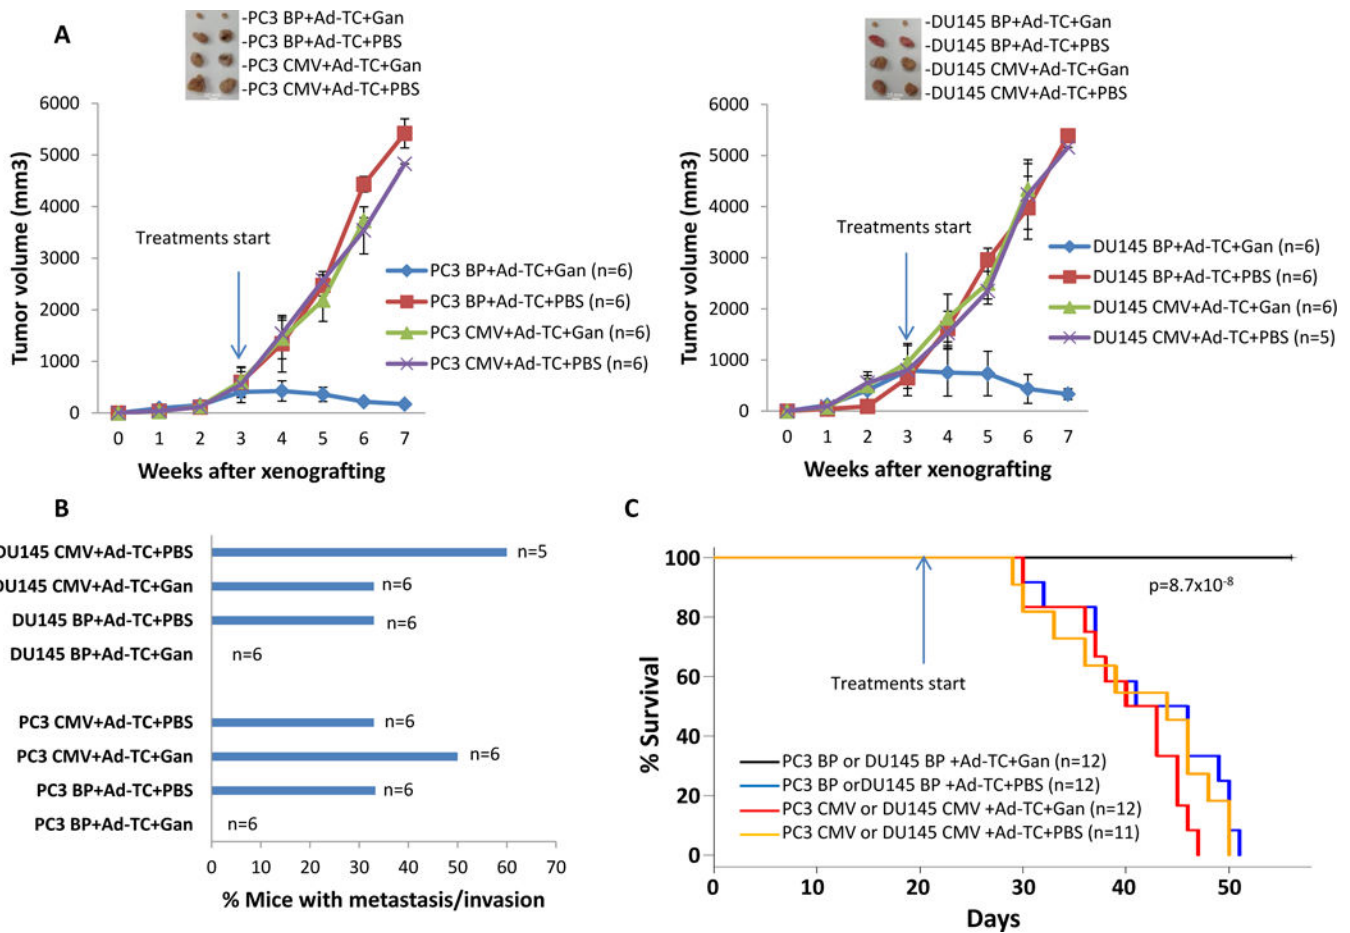 A
-PC3 BP+Ad-TC+Gan
-PC3 BP+Ad-TC+PBS
-PC3 CMV+Ad-TC+Gan
-PC3 CMV+Ad-TC+PBS
Tumor volume (mm3)
6000
5000
4000
3000
2000
1000
0
Treatments start
PC3 BP+Ad-TC+Gan (n=6)
PC3 BP+Ad-TC+PBS (n=6)
PC3 CMV+Ad-TC+Gan (n=6)
PC3 CMV+Ad-TC+PBS (n=6)
0 1 2 3 4 5 6 7
Weeks after xenografting
-DU145 BP+Ad-TC+Gan
-DU145 BP+Ad-TC+PBS
-DU145 CMV+Ad-TC+Gan
-DU145 CMV+Ad-TC+PBS
Tumor volume (mm3)
6000
5000
4000
3000
2000
1000
0
Treatments start
DU145 BP+Ad-TC+Gan (n=6)
DU145 BP+Ad-TC+PBS (n=6)
DU145 CMV+Ad-TC+Gan (n=6)
DU145 CMV+Ad-TC+PBS (n=5)
0 1 2 3 4 5 6 7
Weeks after xenografting
B
DU145 CMV+Ad-TC+PBS n=5
DU145 CMV+Ad-TC+Gan n=6
DU145 BP+Ad-TC+PBS n=6
DU145 BP+Ad-TC+Gan n=6
PC3 CMV+Ad-TC+PBS n=6
PC3 CMV+Ad-TC+Gan n=6
PC3 BP+Ad-TC+PBS n=6
PC3 BP+Ad-TC+Gan n=6
0 10 20 30 40 50 60 70
% Mice with metastasis/invasion
C
% Survival
100
80
60
40
20
0
p=8.7x10-8
Treatments start
PC3 BP or DU145 BP +Ad-TC+Gan (n=12)
PC3 BP orDU145 BP +Ad-TC+PBS (n=12)
PC3 CMV or DU145 CMV +Ad-TC+Gan (n=12)
PC3 CMV or DU145 CMV +Ad-TC+PBS (n=11)
0 10 20 30 40 50
Days